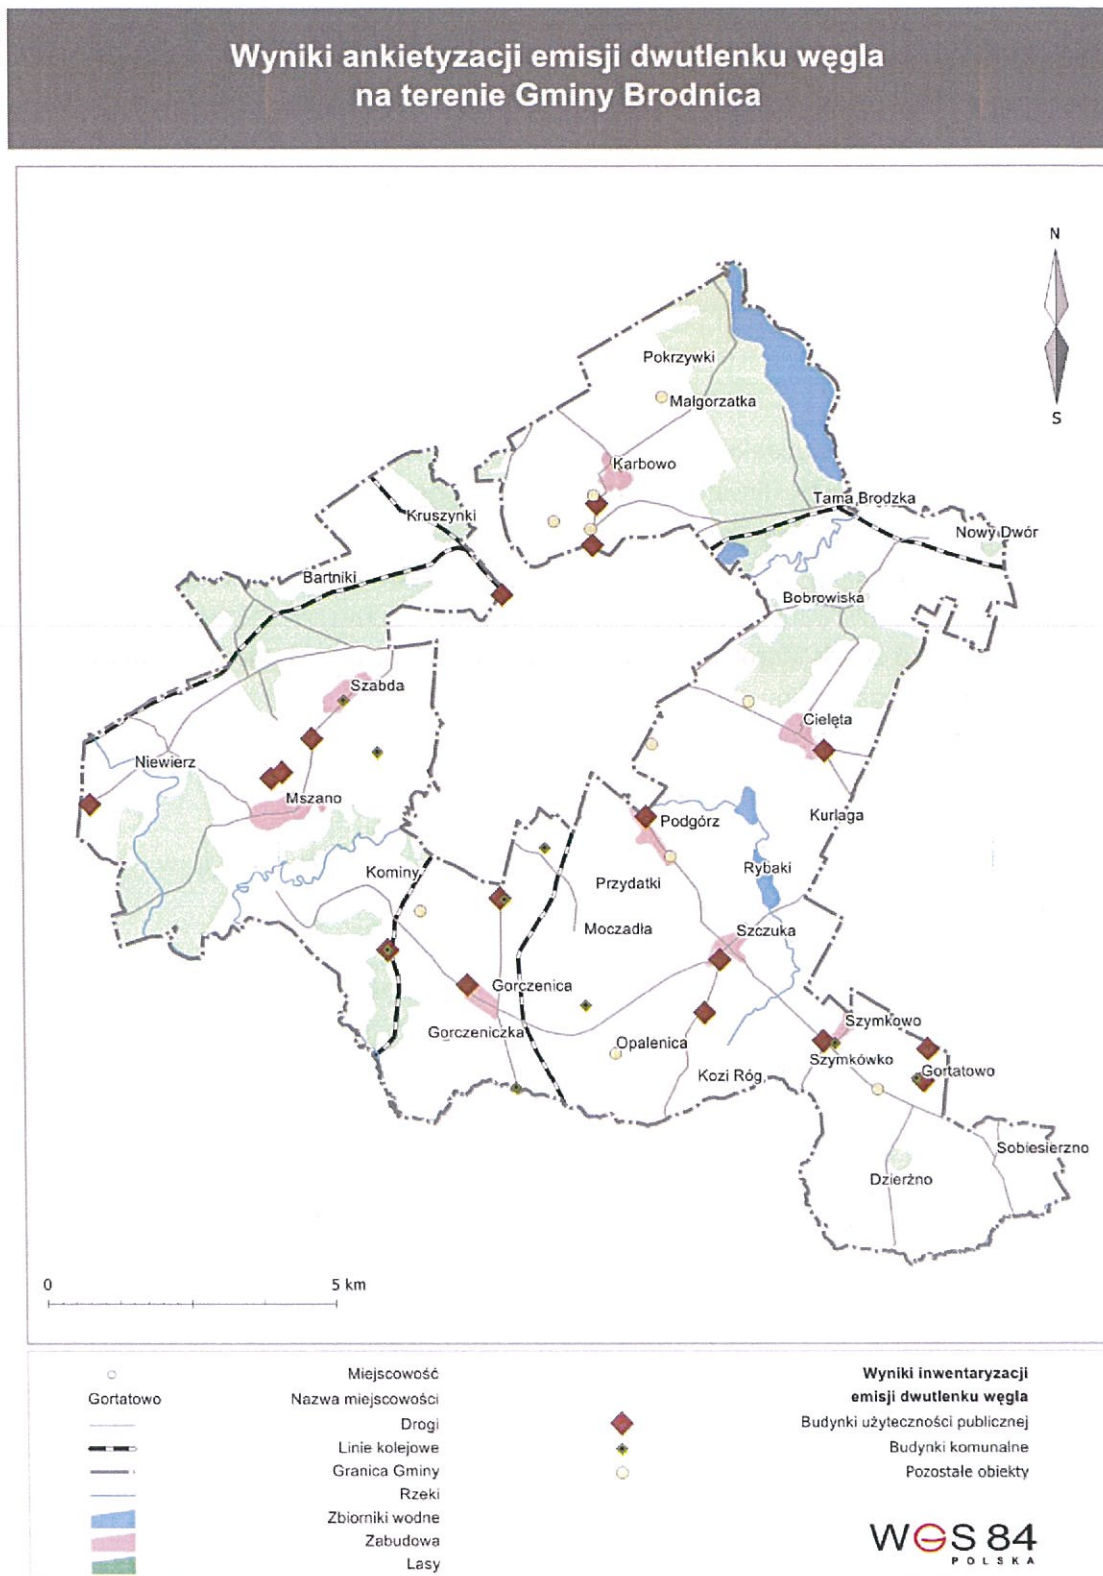 Wyniki ankietyzacji emisji dwutlenku węgla
na terenie Gminy Brodnica
N
S
Pokrzywki
Małgorzatka
Karbowo
Tama Brodzka
Nowy Dwór
Kruszynki
Bartniki
Bobrowiska
Szabda
Cielęta
Niewierz
Mszano
Kurlaga
Podgórz
Rybaki
Kominy
Przydatki
Moczadła
Szczuka
Gorczenica
Gorczeniczka
Opalenica
Szymkowo
Szymkówko
Kozi Róg
Gortatowo
Sobiesierzno
Dzierżno
0 5 km
Miejscowość
Gortatowo Nazwa miejscowości
Drogi
Linie kolejowe
Granica Gminy
Rzeki
Zbiorniki wodne
Zabudowa
Lasy
Wyniki inwentaryzacji
emisji dwutlenku węgla
Budynki użyteczności publicznej
Budynki komunalne
Pozostałe obiekty
WGS 84
POLSKA